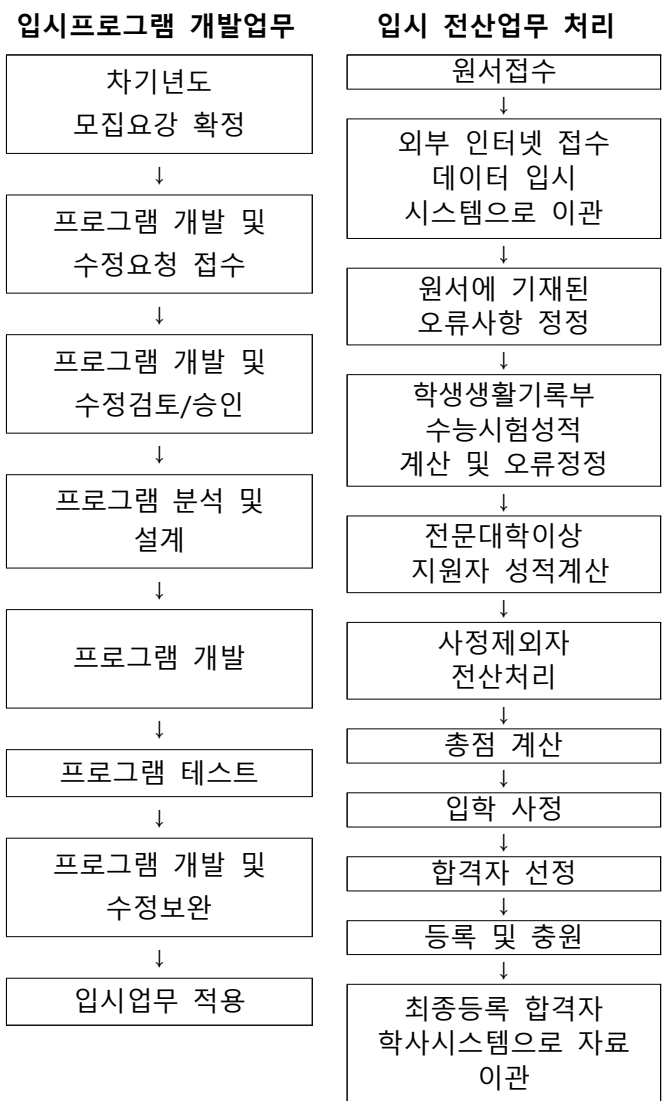 입시프로그램 개발업무
차기년도
모집요강 확정
↓
프로그램 개발 및
수정요청 접수
↓
프로그램 개발 및
수정검토/승인
↓
프로그램 분석 및
설계
↓
프로그램 개발
↓
프로그램 테스트
↓
프로그램 개발 및
수정보완
↓
입시업무 적용
입시 전산업무 처리
원서접수
↓
외부 인터넷 접수
데이터 입시
시스템으로 이관
↓
원서에 기재된
오류사항 정정
↓
학생생활기록부
수능시험성적
계산 및 오류정정
↓
전문대학이상
지원자 성적계산
↓
사정제외자
전산처리
↓
총점 계산
↓
입학 사정
↓
합격자 선정
↓
등록 및 충원
↓
최종등록 합격자
학사시스템으로 자료
이관